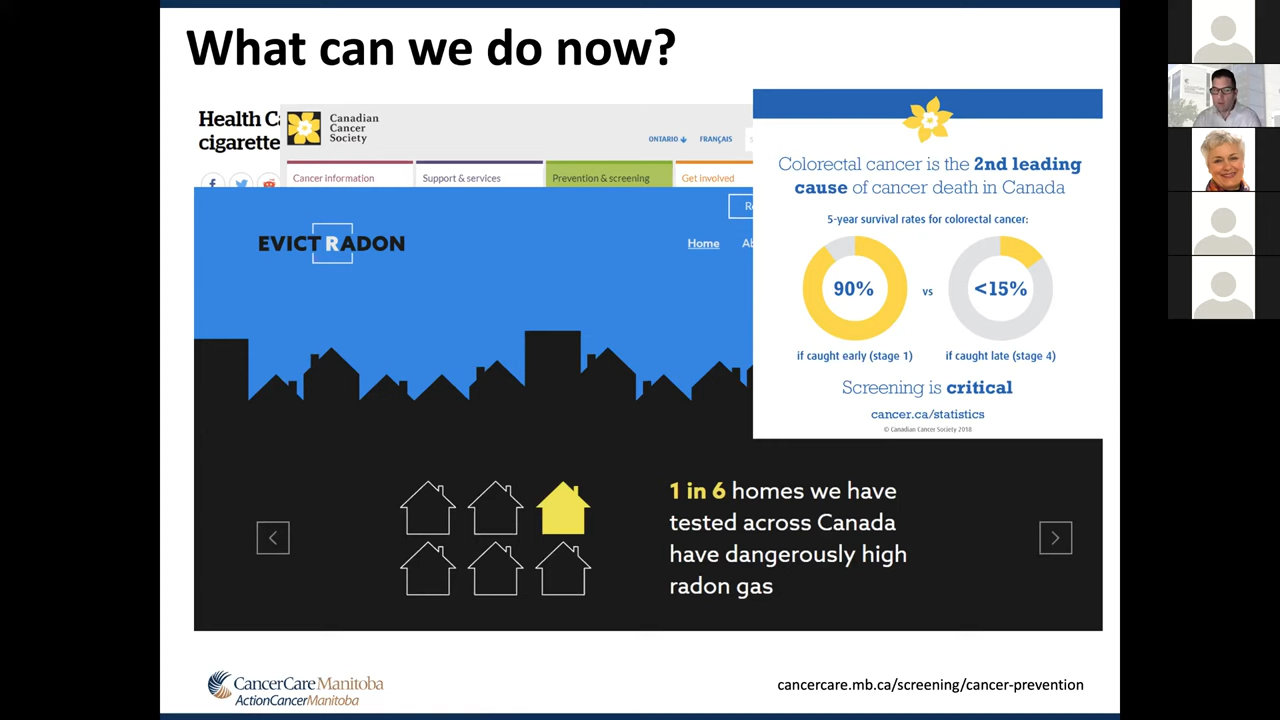 What can we do now?
Health
cigarette
Canadian
Cancer
Society
ONTARIO
FRANÇAIS
Cancer information
Support & services
Prevention & screening
Get involved
EVICT RADON
Home
Colorectal cancer is the 2nd leading
cause of cancer death in Canada
5-year survival rates for colorectal cancer:
90%
vs
<15%
if caught early (stage 1)
if caught late (stage 4)
Screening is critical
cancer.ca/statistics
© Canadian Cancer Society 2018
1 in 6 homes we have
tested across Canada
have dangerously high
radon gas
CancerCare Manitoba
ActionCancerManitoba
cancercare.mb.ca/screening/cancer-prevention